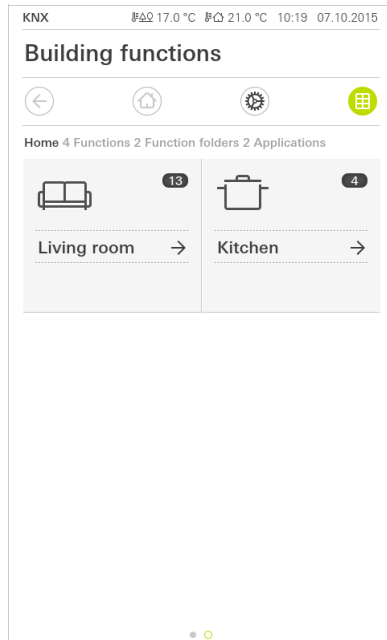 KNX 17.0 °C 21.0 °C 10:19 07.10.2015
Building functions
Home 4 Functions 2 Function folders 2 Applications
13 4
Living room Kitchen